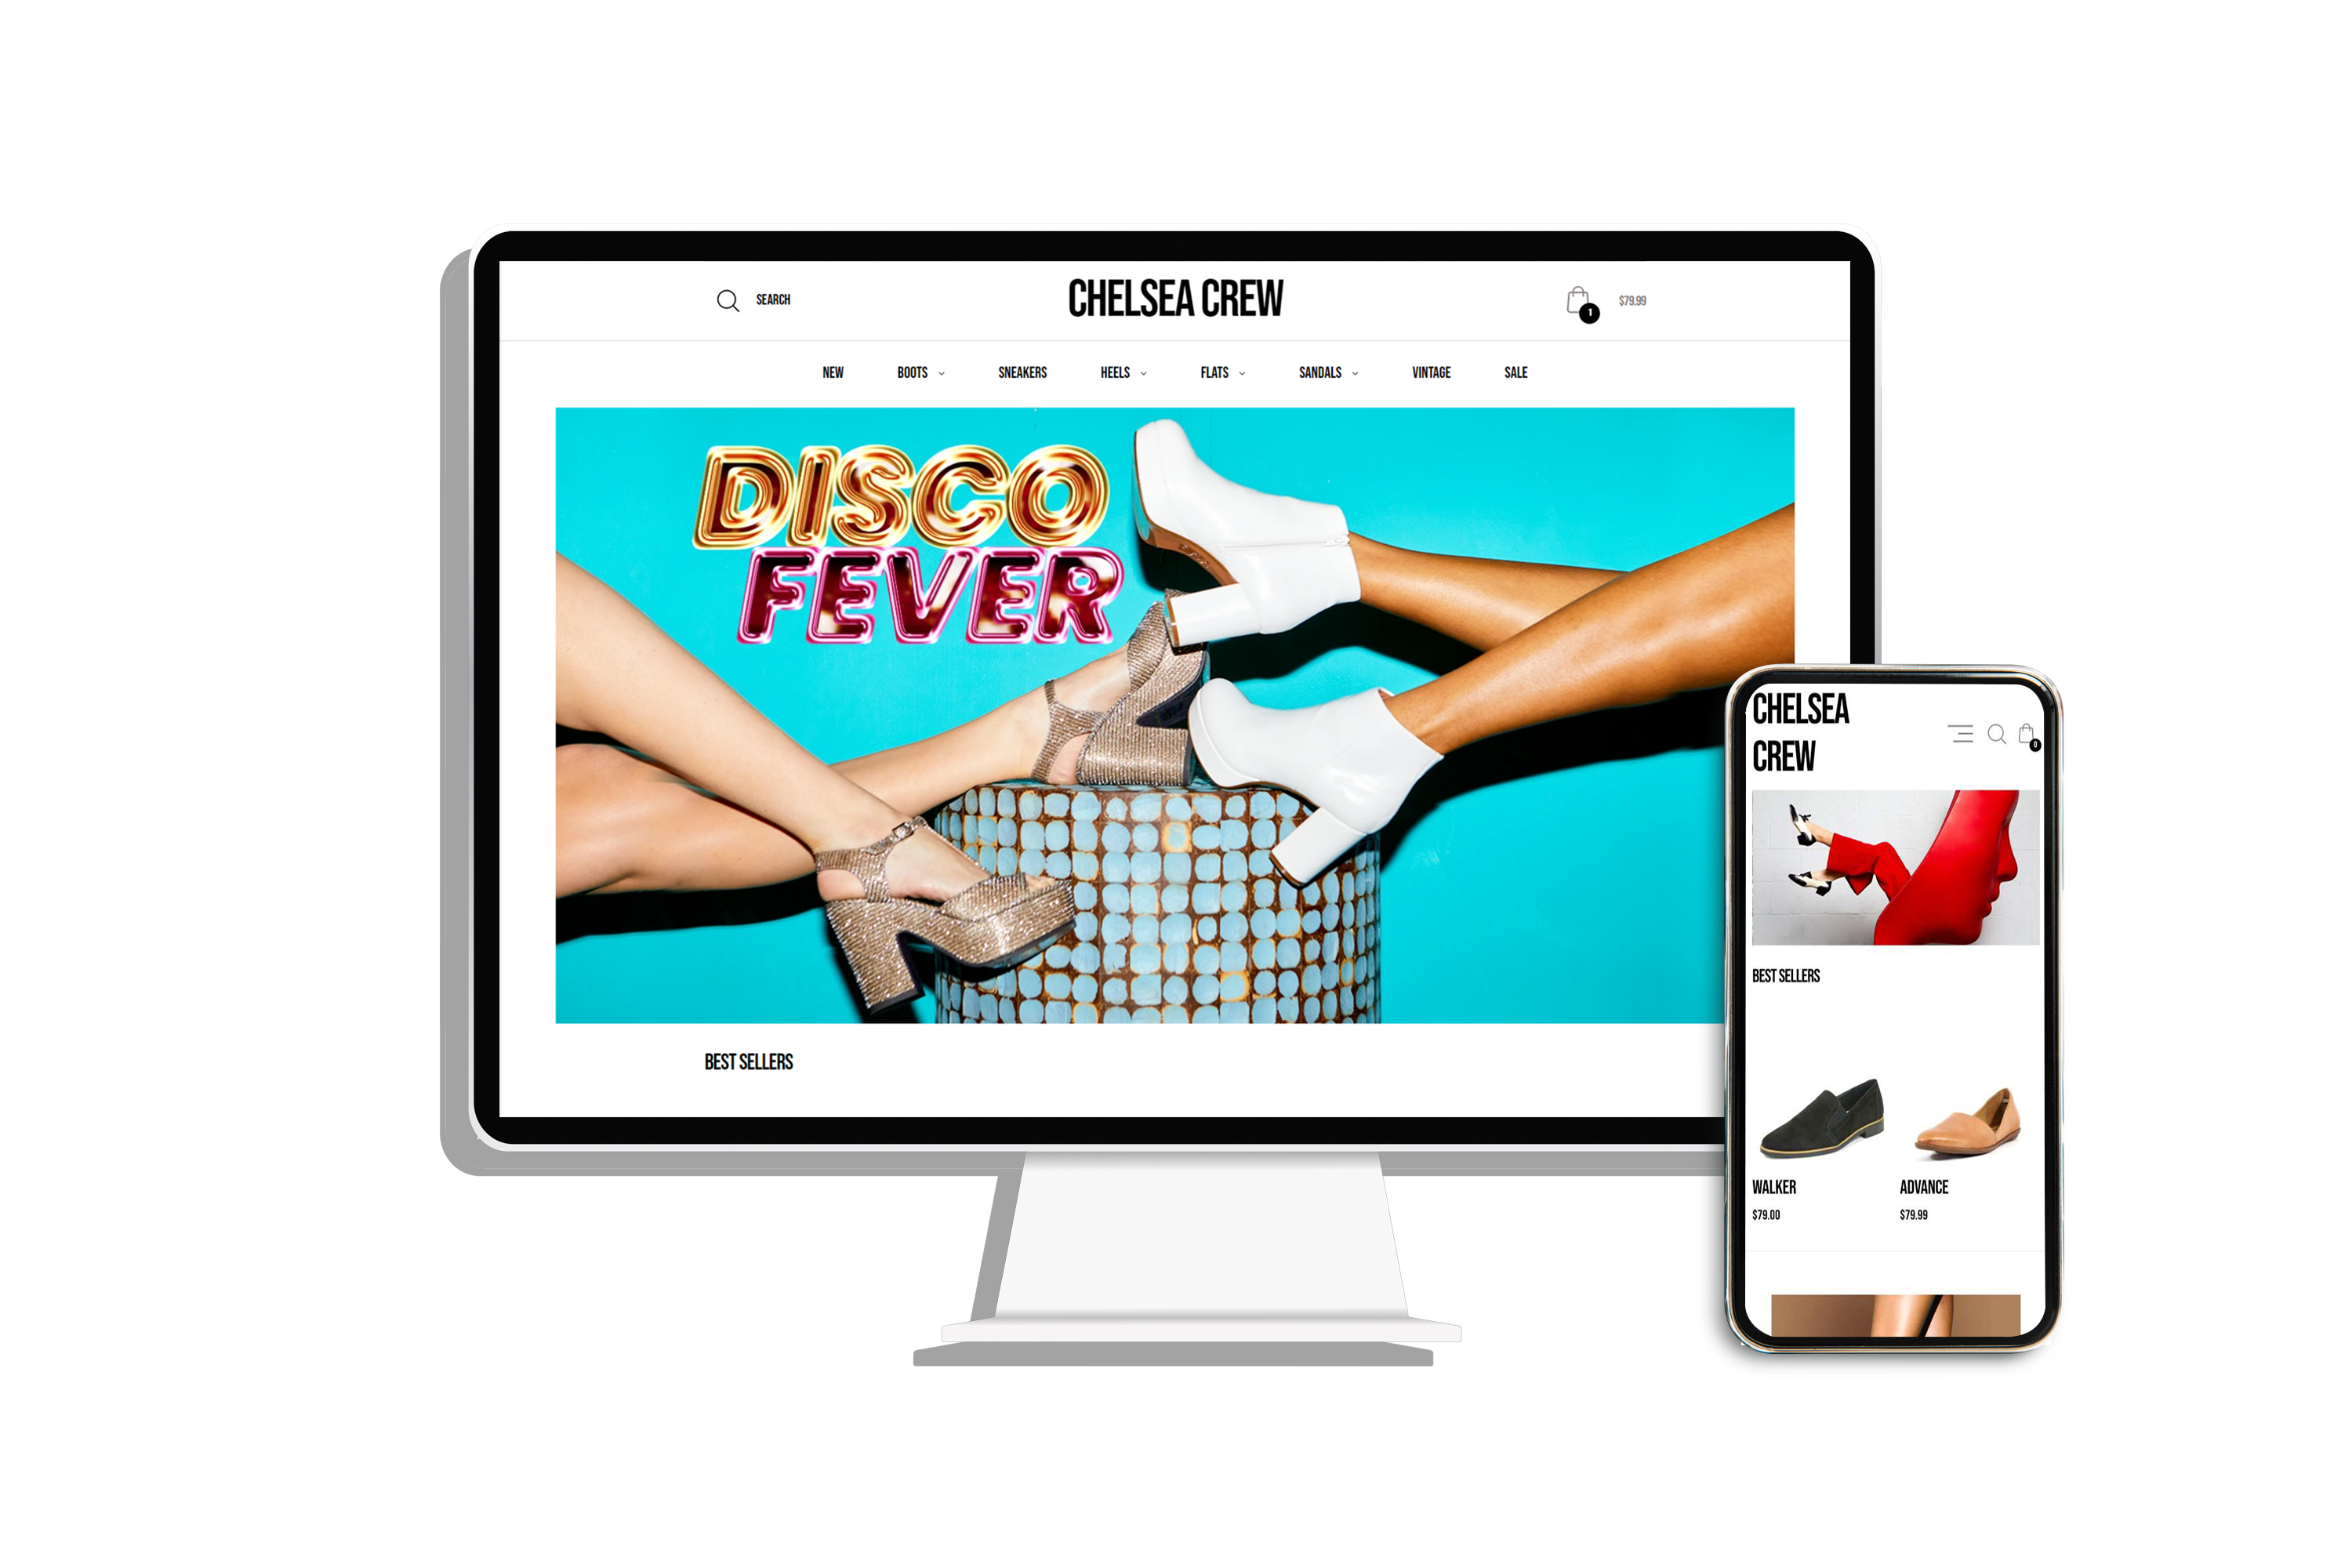 SEARCH
CHELSEA CREW
1
$79.99
NEW BOOTS SNEAKERS HEELS FLATS SANDALS VINTAGE SALE
DISCO
FEVER
BEST SELLERS
CHELSEA
CREW
0
BEST SELLERS
WALKER
$79.00
ADVANCE
$79.99